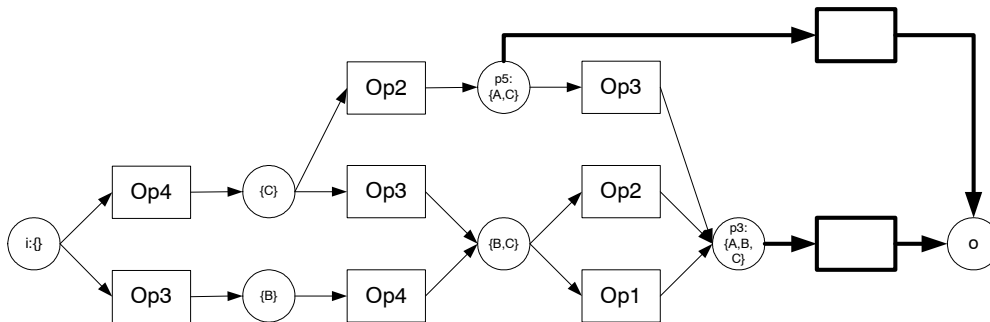 Op2
p5:
{A,C}
Op3
Op4
{C}
Op3
Op2
i:{}
{B,C}
p3:
{A,B,
C}
o
Op3
{B}
Op4
Op1